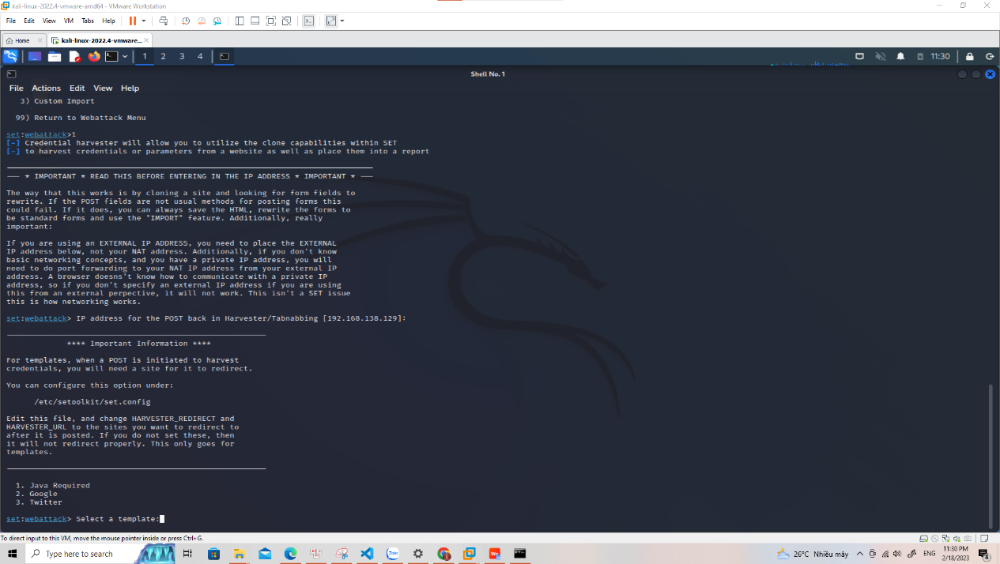 kali-linux-2022.4-vmware-amd64 - VMware Workstation
File Edit View VM Tabs Help
Home
kali-linux-2022.4-vmware...
1 2 3 4
11:30
Shell No. 1
File Actions Edit View Help
3) Custom Import
99) Return to Webattack Menu
set:webattack>1
[-] Credential harvester will allow you to utilize the clone capabilities within SET
[-] to harvest credentials or parameters from a website as well as place them into a report
--- * IMPORTANT * READ THIS BEFORE ENTERING IN THE IP ADDRESS * IMPORTANT * ---
The way that this works is by cloning a site and looking for form fields to
rewrite. If the POST fields are not usual methods for posting forms this
could fail. If it does, you can always save the HTML, rewrite the forms to
be standard forms and use the "IMPORT" feature. Additionally, really
important:
If you are using an EXTERNAL IP ADDRESS, you need to place the EXTERNAL
IP address below, not your NAT address. Additionally, if you don't know
basic networking concepts, and you have a private IP address, you will
need to do port forwarding to your NAT IP address from your external IP
address. A browser doesns't know how to communicate with a private IP
address, so if you don't specify an external IP address if you are using
this from an external perpective, it will not work. This isn't a SET issue
this is how networking works.
set:webattack> IP address for the POST back in Harvester/Tabnabbing [192.168.138.129]:
**** Important Information ****
For templates, when a POST is initiated to harvest
credentials, you will need a site for it to redirect.
You can configure this option under:
/etc/setoolkit/set.config
Edit this file, and change HARVESTER_REDIRECT and
HARVESTER_URL to the sites you want to redirect to
after it is posted. If you do not set these, then
it will not redirect properly. This only goes for
templates.
1. Java Required
2. Google
3. Twitter
set:webattack> Select a template:
To direct input to this VM, move the mouse pointer inside or press Ctrl+G.
Type here to search
Zalo
26°C Nhiều mây
ENG
11:30 PM
2/18/2023
4